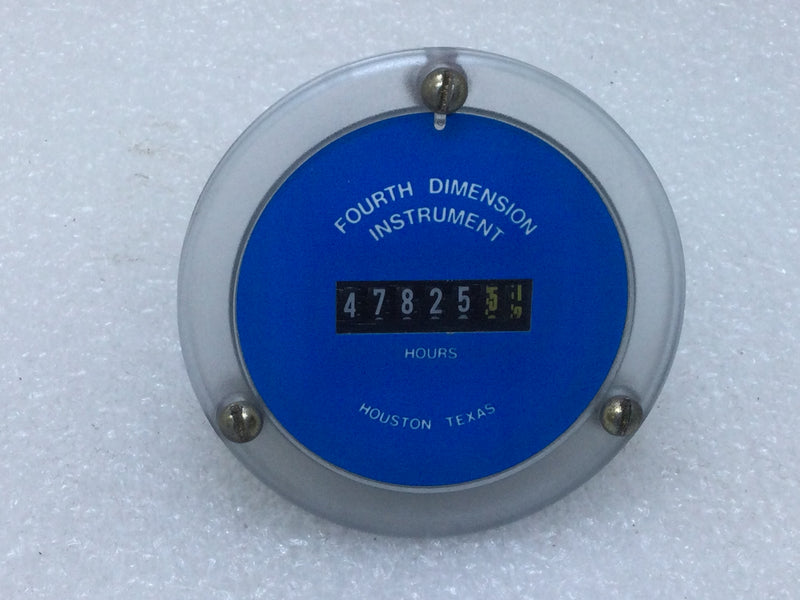 FOURTH DIMENSION
INSTRUMENT
478255
HOURS
HOUSTON TEXAS